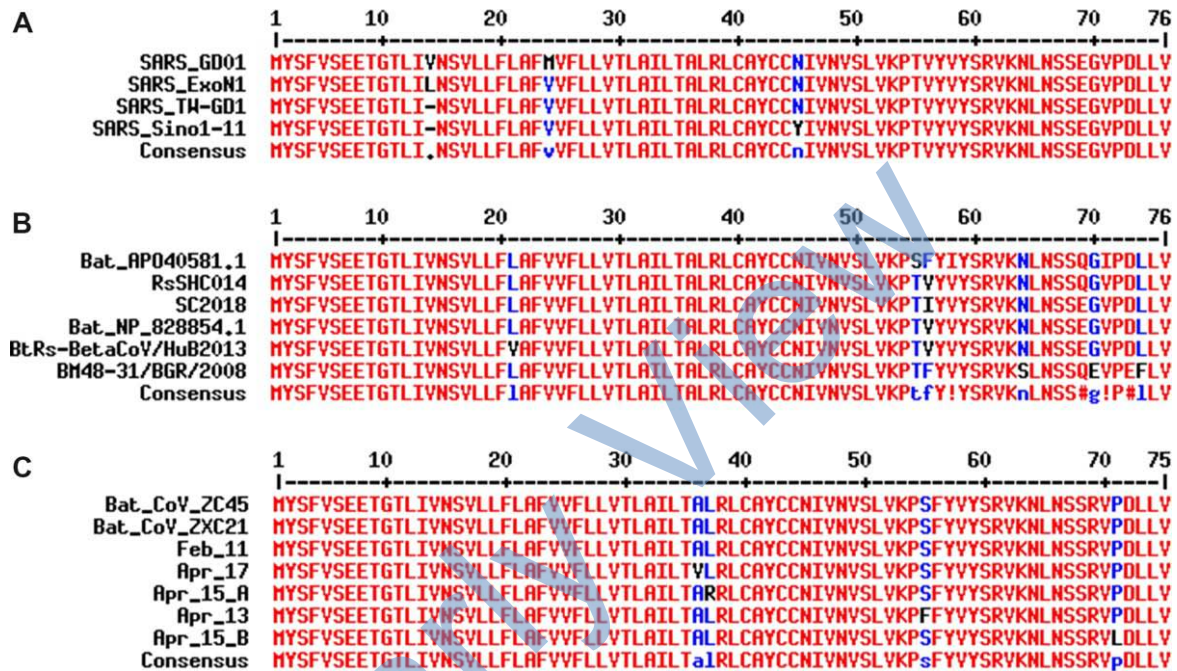 A
1 10 20 30 40 50 60 70 76
|--------+---------+---------+---------+---------+---------+---------+-----|
SARS_GD01 MYSFVSEETGTLIVNSVLLFLAFMVFLLVTLAILTALRLCAYCCNIVNVSLVKPTVYVYSRVKNLNSSEGVPDLLV
SARS_ExoN1 MYSFVSEETGTLILNSVLLFLAFVVFLLVTLAILTALRLCAYCCNIVNVSLVKPTVYVYSRVKNLNSSEGVPDLLV
SARS_TW-GD1 MYSFVSEETGTLI-NSVLLFLAFVVFLLVTLAILTALRLCAYCCNIVNVSLVKPTVYVYSRVKNLNSSEGVPDLLV
SARS_Sino1-11 MYSFVSEETGTLI-NSVLLFLAFVVFLLVTLAILTALRLCAYCCYIVNVSLVKPTVYVYSRVKNLNSSEGVPDLLV
Consensus MYSFVSEETGTLI.NSVLLFLAFvVFLLVTLAILTALRLCAYCCnIVNVSLVKPTVYVYSRVKNLNSSEGVPDLLV
B
1 10 20 30 40 50 60 70 76
|--------+---------+---------+---------+---------+---------+---------+-----|
Bat_APO40581.1 MYSFVSEETGTLIVNSVLLFLAFVVFLLVTLAILTALRLCAYCCNIVNVSLVKPSFYIYSRVKNLNSSQGIPDLLV
RsSHC014 MYSFVSEETGTLIVNSVLLFLAFVVFLLVTLAILTALRLCAYCCNIVNVSLVKPTVYVYSRVKNLNSSQGVPDLLV
SC2018 MYSFVSEETGTLIVNSVLLFLAFVVFLLVTLAILTALRLCAYCCNIVNVSLVKPTIYVYSRVKNLNSSEGVPDLLV
Bat_NP_828854.1 MYSFVSEETGTLIVNSVLLFLAFVVFLLVTLAILTALRLCAYCCNIVNVSLVKPTVYVYSRVKNLNSSEGVPDLLV
BtRs-BetaCoV/HuB2013 MYSFVSEETGTLIVNSVLLFVAFVVFLLVTLAILTALRLCAYCCNIVNVSLVKPTVYVYSRVKNLNSSEGVPDLLV
BM48-31/BGR/2008 MYSFVSEETGTLIVNSVLLFLAFVVFLLVTLAILTALRLCAYCCNIVNVSLVKPTFYVYSRVKSLNSSQEVPEFLV
Consensus MYSFVSEETGTLIVNSVLLFlAFVVFLLVTLAILTALRLCAYCCNIVNVSLVKPtfY!YSRVKnLNSS#g!P#lLV
C
1 10 20 30 40 50 60 70 75
|--------+---------+---------+---------+---------+---------+---------+----|
Bat_CoV_ZC45 MYSFVSEETGTLIVNSVLLFLAFVVFLLVTLAILTALRLCAYCCNIVNVSLVKPSFYVYSRVKNLNSSRVPDLLV
Bat_CoV_ZXC21 MYSFVSEETGTLIVNSVLLFLAFVVFLLVTLAILTALRLCAYCCNIVNVSLVKPSFYVYSRVKNLNSSRVPDLLV
Feb_11 MYSFVSEETGTLIVNSVLLFLAFVVFLLVTLAILTALRLCAYCCNIVNVSLVKPSFYVYSRVKNLNSSRVPDLLV
Apr_17 MYSFVSEETGTLIVNSVLLFLAFVVFLLVTLAILTVLRLCAYCCNIVNVSLVKPSFYVYSRVKNLNSSRVPDLLV
Apr_15_A MYSFVSEETGTLIVNSVLLFLAFVVFLLVTLAILTARRLCAYCCNIVNVSLVKPSFYVYSRVKNLNSSRVPDLLV
Apr_13 MYSFVSEETGTLIVNSVLLFLAFVVFLLVTLAILTALRLCAYCCNIVNVSLVKPFFYVYSRVKNLNSSRVPDLLV
Apr_15_B MYSFVSEETGTLIVNSVLLFLAFVVFLLVTLAILTALRLCAYCCNIVNVSLVKPSFYVYSRVKNLNSSRVLDLLV
Consensus MYSFVSEETGTLIVNSVLLFLAFVVFLLVTLAILTalRLCAYCCNIVNVSLVKPsFYVYSRVKNLNSSRVpDLLV
rly View